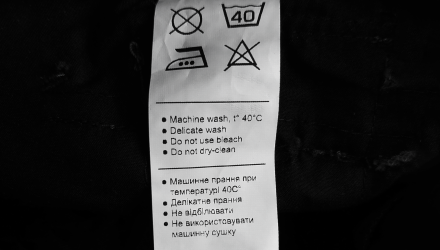 40
● Machine wash, t° 40°C
● Delicate wash
● Do not use bleach
● Do not dry-clean
● Машинне прання при
температурі 40С°
● Делікатне прання
● Не відбілювати
● Не використовувати
машинну сушку